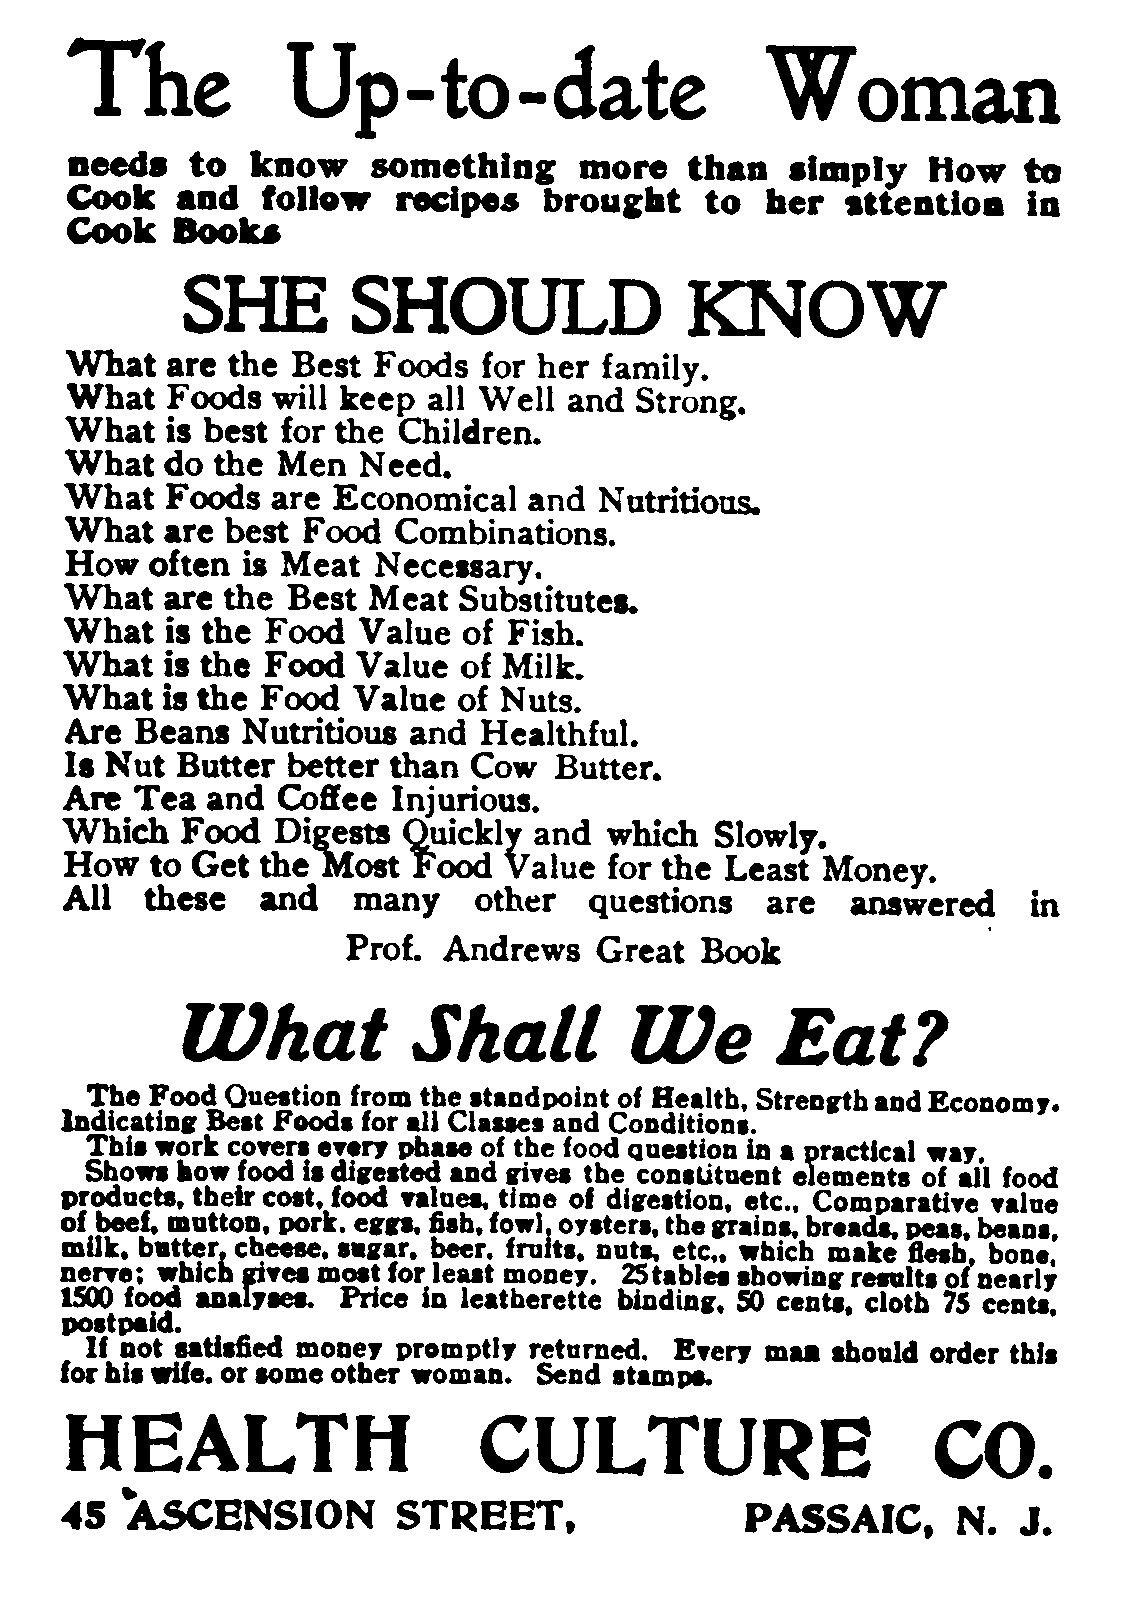 The Up-to-date Woman
needs to know something more than simply How to
Cook and follow recipes brought to her attention in
Cook Books
SHE SHOULD KNOW
What are the Best Foods for her family.
What Foods will keep all Well and Strong.
What is best for the Children.
What do the Men Need.
What Foods are Economical and Nutritious.
What are best Food Combinations.
How often is Meat Necessary.
What are the Best Meat Substitutes.
What is the Food Value of Fish.
What is the Food Value of Milk.
What is the Food Value of Nuts.
Are Beans Nutritious and Healthful.
Is Nut Butter better than Cow Butter.
Are Tea and Coffee Injurious.
Which Food Digests Quickly and which Slowly.
How to Get the Most Food Value for the Least Money.
All these and many other questions are answered in
Prof. Andrews Great Book
What Shall We Eat?
The Food Question from the standpoint of Health, Strength and Economy.
Indicating Best Foods for all Classes and Conditions.
This work covers every phase of the food question in a practical way.
Shows how food is digested and gives the constituent elements of all food
products, their cost, food values, time of digestion, etc., Comparative value
of beef, mutton, pork. eggs, fish, fowl, oysters, the grains, breads, peas, beans,
milk, butter, cheese, sugar, beer, fruits, nuts, etc., which make flesh, bone,
nerve; which gives most for least money. 25 tables showing results of nearly
1500 food analyses. Price in leatherette binding, 50 cents, cloth 75 cents,
postpaid.
If not satisfied money promptly returned. Every man should order this
for his wife. or some other woman. Send stamps.
HEALTH CULTURE CO.
45 ASCENSION STREET, PASSAIC, N. J.